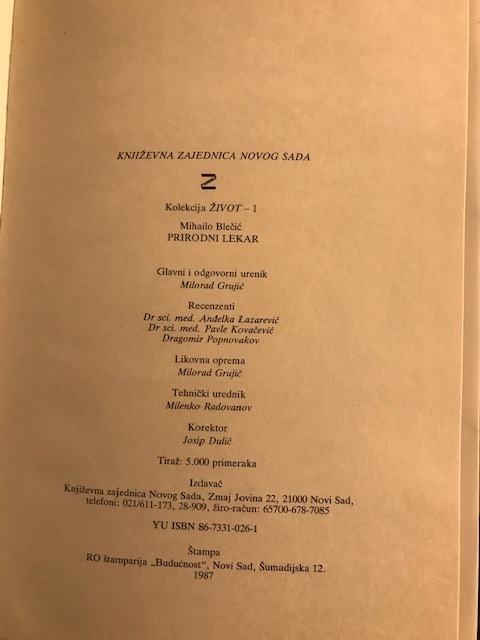 KNJIŽEVNA ZAJEDNICA NOVOG SADA
Kolekcija ŽIVOT – 1
Mihailo Blečić
PRIRODNI LEKAR
Glavni i odgovorni urenik
Milorad Grujić
Recenzenti
Dr sci. med. Anđelka Lazarević
Dr sci. med. Pavle Kovačević
Dragomir Popnovakov
Likovna oprema
Milorad Grujić
Tehnički urednik
Milenko Radovanov
Korektor
Josip Dulić
Tiraž: 5.000 primeraka
Izdavač
Književna zajednica Novog Sada, Zmaj Jovina 22, 21000 Novi Sad,
telefoni: 021/611-173, 28-909, žiro-račun: 65700-678-7085
YU ISBN 86-7331-026-1
Štampa
RO štamparija „Budućnost“, Novi Sad, Šumadijska 12.
1987